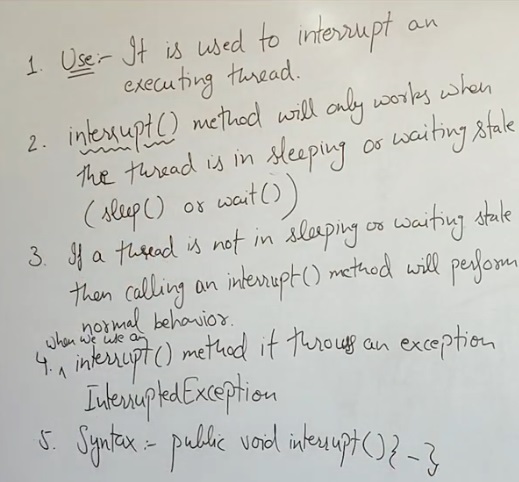 1. Use:- It is used to interrupt an
executing thread.
2. interrupt() method will only works when
the thread is in sleeping or waiting state
(sleep() or wait())
3. If a thread is not in sleeping or waiting state
then calling an interrupt() method will perform
normal behavior.
when we use an
4. ^ interrupt() method it throws an exception
InterruptedException
5. Syntax:- public void interrupt(){-}